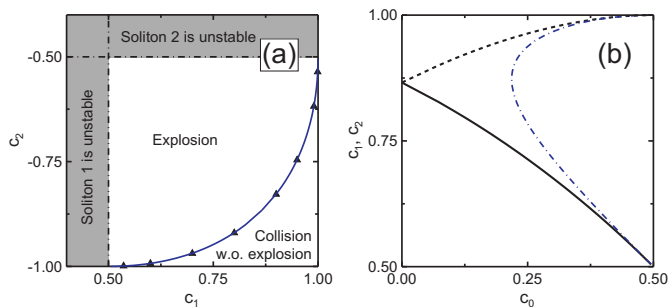 Soliton 2 is unstable
(a)
Soliton 1 is unstable
Explosion
Collision
w.o. explosion
-0.50
-0.75
-1.00
c₂
0.50
0.75
1.00
c₁
(b)
1.00
0.75
0.50
c₁, c₂
0.00
0.25
0.50
c₀